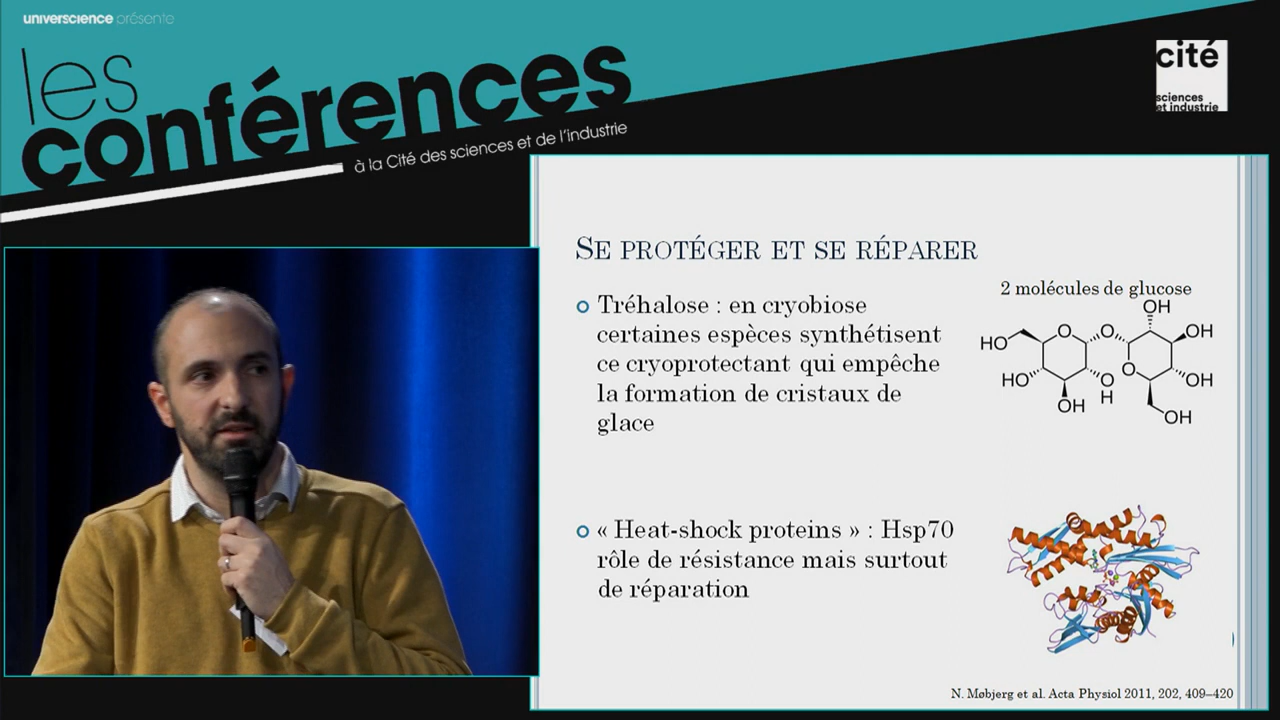 universcience présente
les
conférences
à la Cité des sciences et de l'industrie
cité
sciences
et industrie
SE PROTÉGER ET SE RÉPARER
Tréhalose : en cryobiose
certaines espèces synthétisent
ce cryoprotectant qui empêche
la formation de cristaux de
glace
2 molécules de glucose
OH
HO
O
O
OH
O
HO
O
H
OH
OH
OH
« Heat-shock proteins » : Hsp70
rôle de résistance mais surtout
de réparation
N. Møbjerg et al. Acta Physiol 2011, 202, 409–420